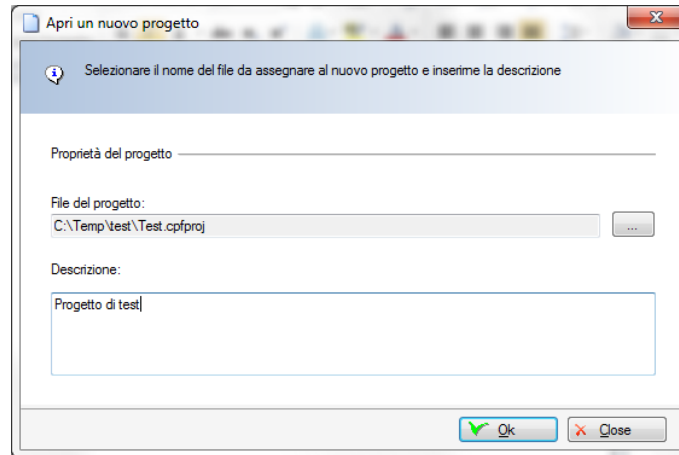 Apri un nuovo progetto
Selezionare il nome del file da assegnare al nuovo progetto e inserirne la descrizione
Proprietà del progetto
File del progetto:
C:\Temp\test\Test.cpfproj
...
Descrizione:
Progetto di test
Ok
Close